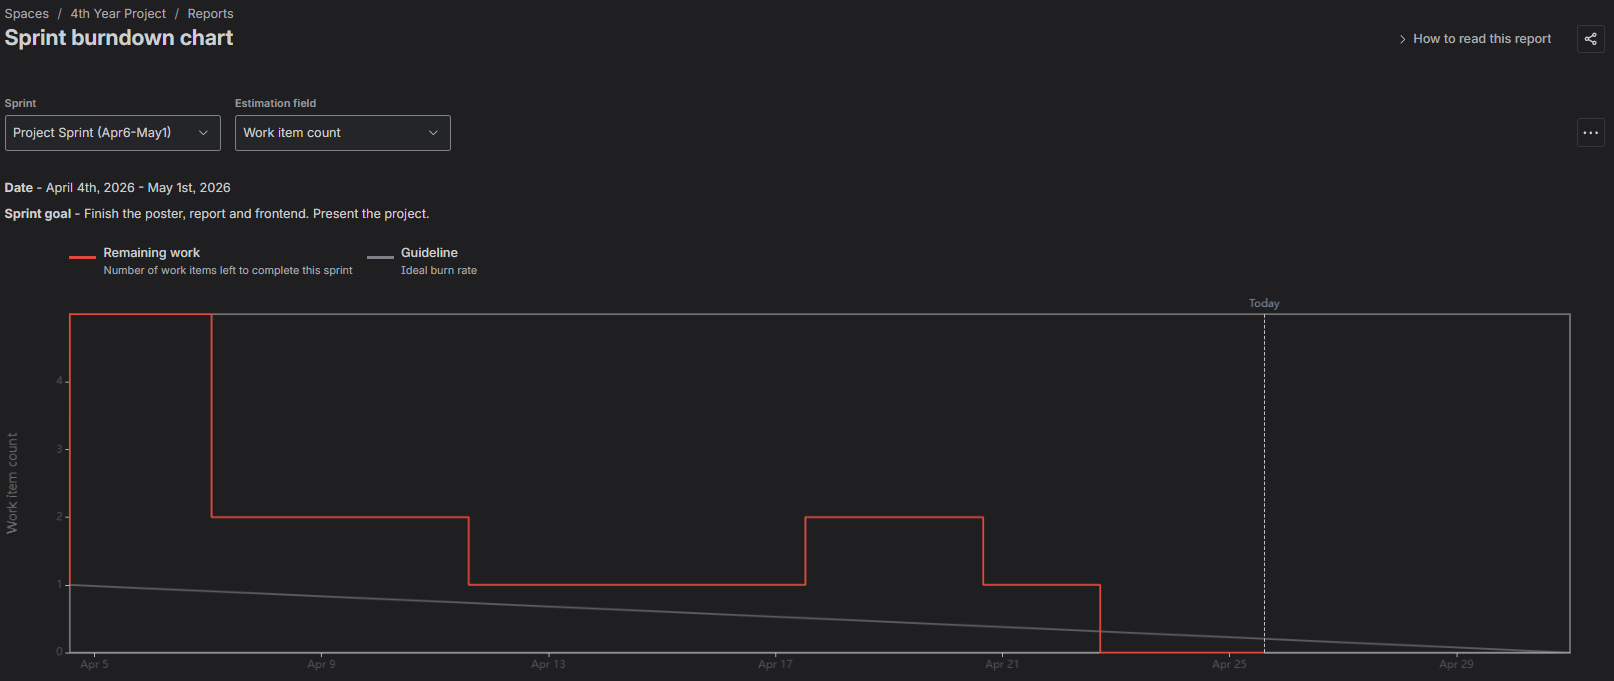 Spaces / 4th Year Project / Reports
Sprint burndown chart
How to read this report
Sprint
Estimation field
Project Sprint (Apr6-May1)
Work item count
Date - April 4th, 2026 - May 1st, 2026
Sprint goal - Finish the poster, report and frontend. Present the project.
Remaining work
Number of work items left to complete this sprint
Guideline
Ideal burn rate
Today
Work item count
4
3
2
1
0
Apr 5
Apr 9
Apr 13
Apr 17
Apr 21
Apr 25
Apr 29